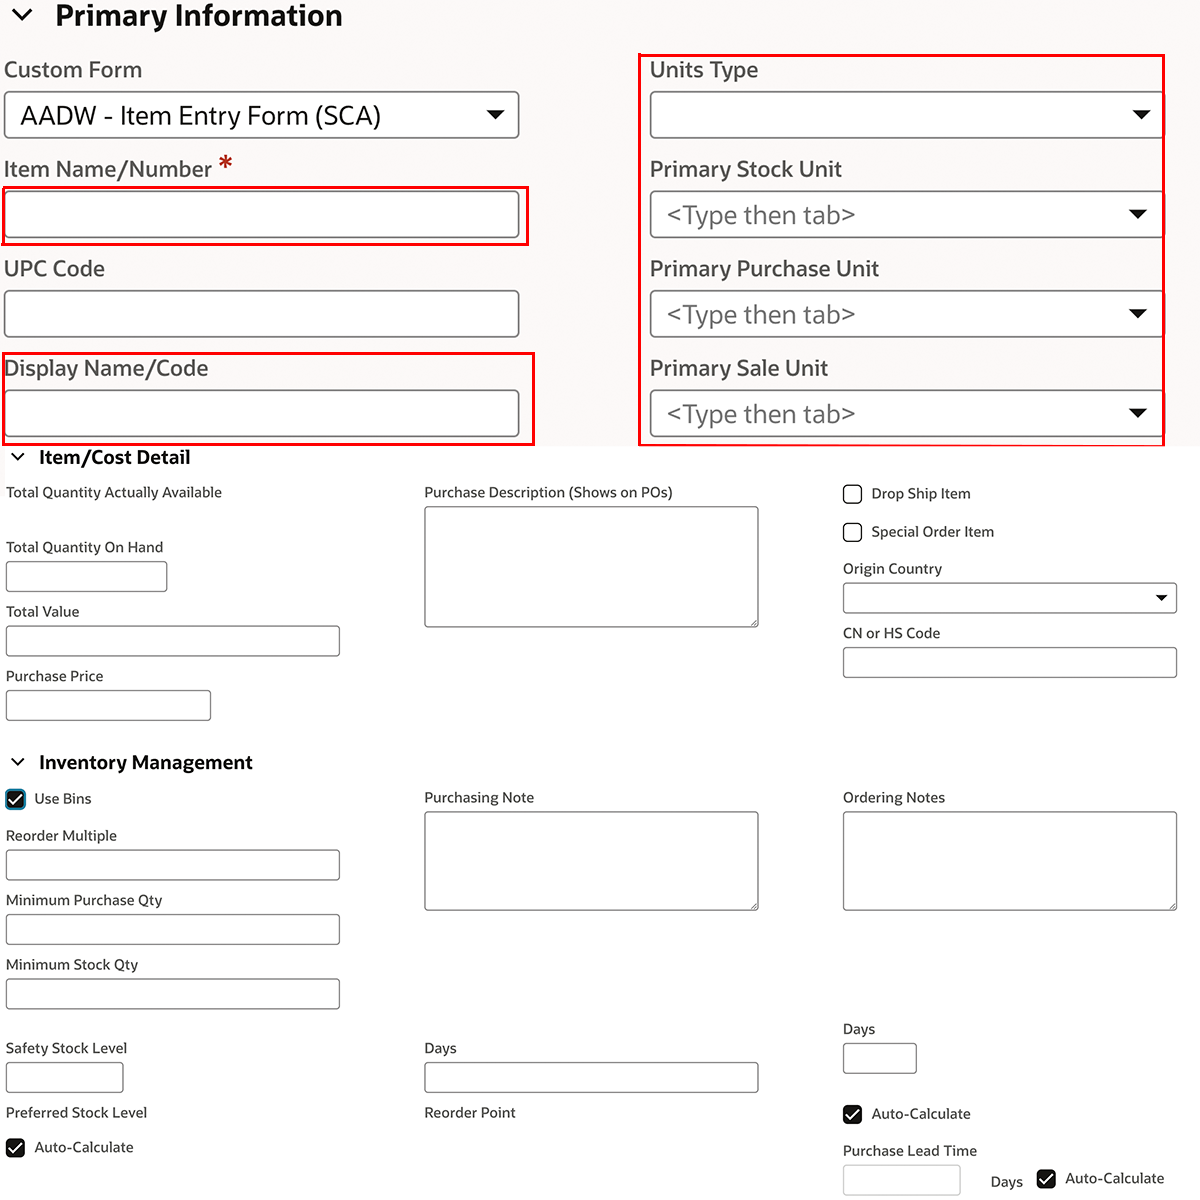 Primary Information
Custom Form
AADW - Item Entry Form (SCA)
Item Name/Number *
UPC Code
Display Name/Code
Units Type
Primary Stock Unit
<Type then tab>
Primary Purchase Unit
<Type then tab>
Primary Sale Unit
<Type then tab>
Item/Cost Detail
Total Quantity Actually Available
Total Quantity On Hand
Total Value
Purchase Price
Purchase Description (Shows on POs)
Drop Ship Item
Special Order Item
Origin Country
CN or HS Code
Inventory Management
Use Bins
Reorder Multiple
Minimum Purchase Qty
Minimum Stock Qty
Safety Stock Level
Preferred Stock Level
Auto-Calculate
Purchasing Note
Days
Reorder Point
Ordering Notes
Days
Auto-Calculate
Purchase Lead Time
Days Auto-Calculate